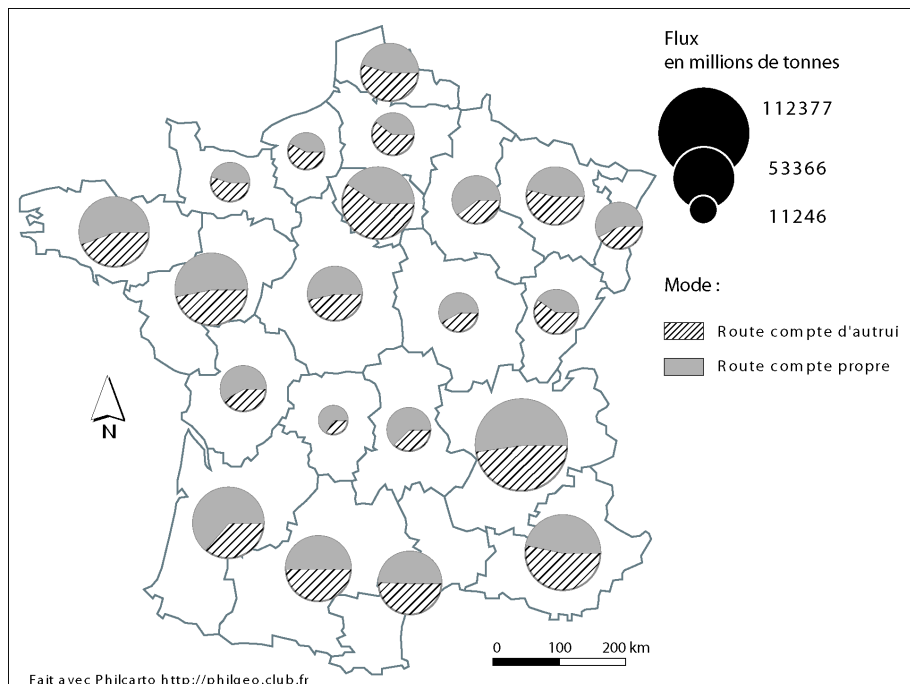 Flux
en millions de tonnes
112377
53366
11246
Mode :
Route compte d'autrui
Route compte propre
N
0 100 200 km
Fait avec Philcarto http://philgeo.club.fr